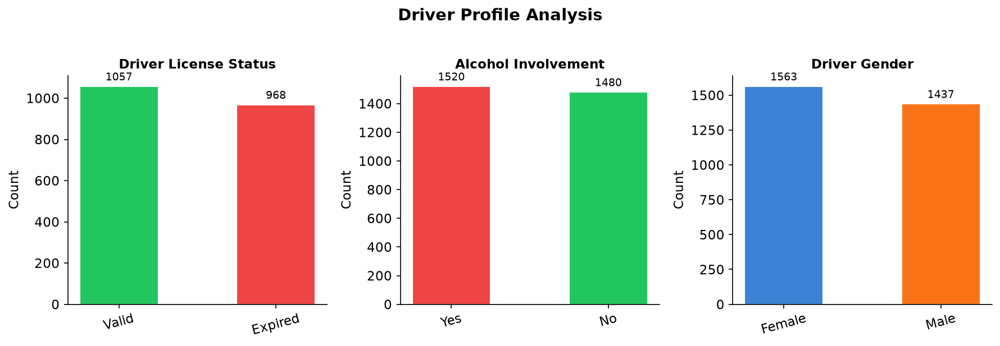 Driver Profile Analysis
Driver License Status
1057
968
1000
800
600
400
200
0
Count
Valid
Expired
Alcohol Involvement
1520
1480
1400
1200
1000
800
600
400
200
0
Count
Yes
No
Driver Gender
1563
1437
1500
1250
1000
750
500
250
0
Count
Female
Male